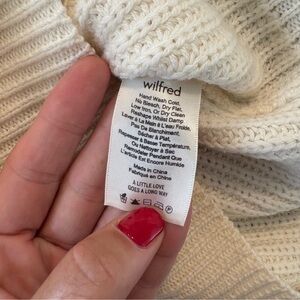 wilfred
Hand Wash Cold,
No Bleach, Dry Flat,
Low Iron, Or Dry Clean
Reshape Whilst Damp
Laver à La Main à L'eau Froide,
Pas De Blanchiment,
Sécher à Plat,
Repasser à Basse Température,
Ou Nettoyer à Sec
Remodeler Pendant Que
L'article Est Encore Humide
Made in China
Fabriqué en Chine
A LITTLE LOVE
GOES A LONG WAY